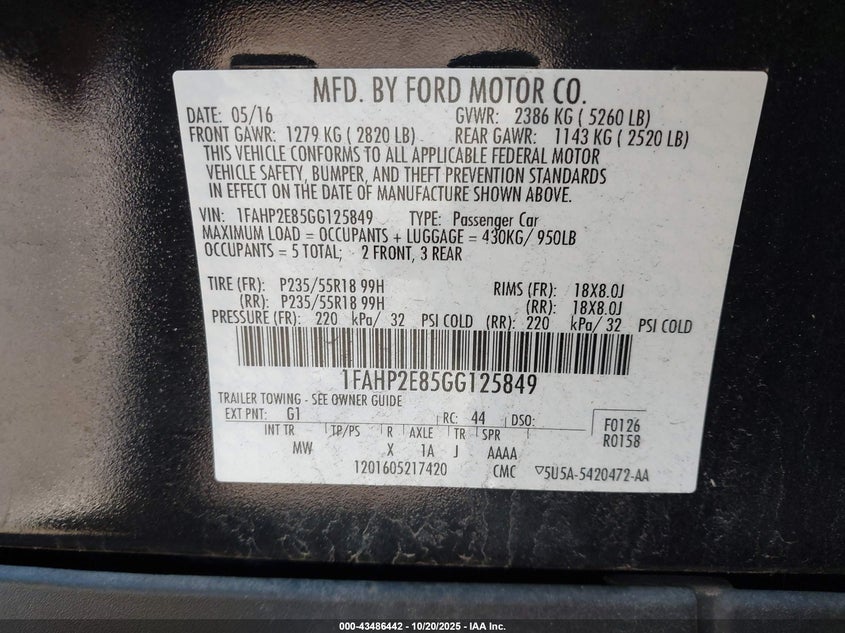 MFD. BY FORD MOTOR CO.
DATE: 05/16 GVWR: 2386 KG ( 5260 LB)
FRONT GAWR: 1279 KG ( 2820 LB) REAR GAWR: 1143 KG ( 2520 LB)
THIS VEHICLE CONFORMS TO ALL APPLICABLE FEDERAL MOTOR
VEHICLE SAFETY, BUMPER, AND THEFT PREVENTION STANDARDS
IN EFFECT ON THE DATE OF MANUFACTURE SHOWN ABOVE.
VIN: 1FAHP2E85GG125849 TYPE: Passenger Car
MAXIMUM LOAD = OCCUPANTS + LUGGAGE = 430KG/ 950LB
OCCUPANTS = 5 TOTAL; 2 FRONT, 3 REAR
TIRE (FR): P235/55R18 99H RIMS (FR): 18X8.0J
(RR): P235/55R18 99H (RR): 18X8.0J
PRESSURE (FR): 220 kPa/ 32 PSI COLD (RR): 220 kPa/ 32 PSI COLD
1FAHP2E85GG125849
TRAILER TOWING - SEE OWNER GUIDE
EXT PNT: G1 RC: 44 DSO: F0126
INT TR TP/PS R AXLE TR SPR R0158
MW X 1A J AAAA
1201605217420 CMC ▽5U5A-5420472-AA
000-43486442 - 10/20/2025 - IAA Inc.